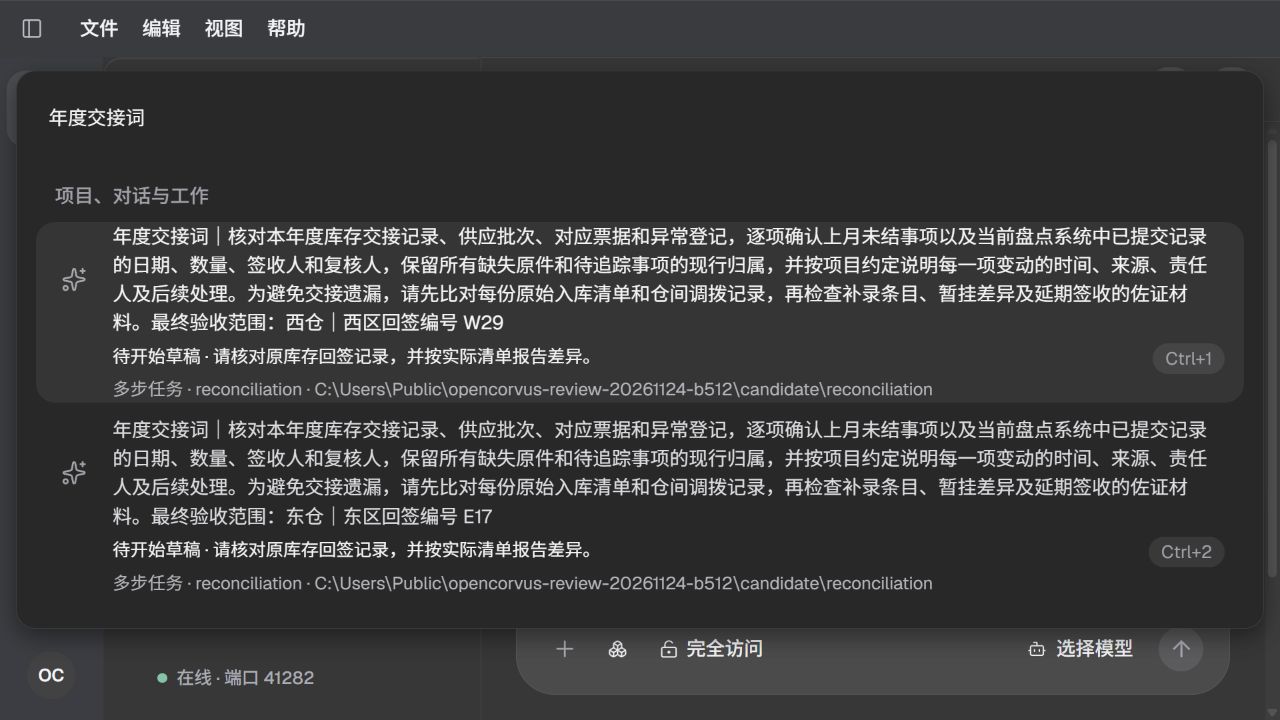 文件 编辑 视图 帮助
年度交接词
项目、对话与工作
年度交接词｜核对本年度库存交接记录、供应批次、对应票据和异常登记，逐项确认上月未结事项以及当前盘点系统中已提交记录
的日期、数量、签收人和复核人，保留所有缺失原件和待追踪事项的现行归属，并按项目约定说明每一项变动的时间、来源、责任
人及后续处理。为避免交接遗漏，请先比对每份原始入库清单和仓间调拨记录，再检查补录条目、暂挂差异及延期签收的佐证材
料。最终验收范围：西仓｜西区回签编号 W29
待开始草稿 · 请核对原库存回签记录，并按实际清单报告差异。
Ctrl+1
多步任务 · reconciliation · C:\Users\Public\opencorvus-review-20261124-b512\candidate\reconciliation
年度交接词｜核对本年度库存交接记录、供应批次、对应票据和异常登记，逐项确认上月未结事项以及当前盘点系统中已提交记录
的日期、数量、签收人和复核人，保留所有缺失原件和待追踪事项的现行归属，并按项目约定说明每一项变动的时间、来源、责任
人及后续处理。为避免交接遗漏，请先比对每份原始入库清单和仓间调拨记录，再检查补录条目、暂挂差异及延期签收的佐证材
料。最终验收范围：东仓｜东区回签编号 E17
待开始草稿 · 请核对原库存回签记录，并按实际清单报告差异。
Ctrl+2
多步任务 · reconciliation · C:\Users\Public\opencorvus-review-20261124-b512\candidate\reconciliation
完全访问 选择模型
OC 在线 · 端口 41282